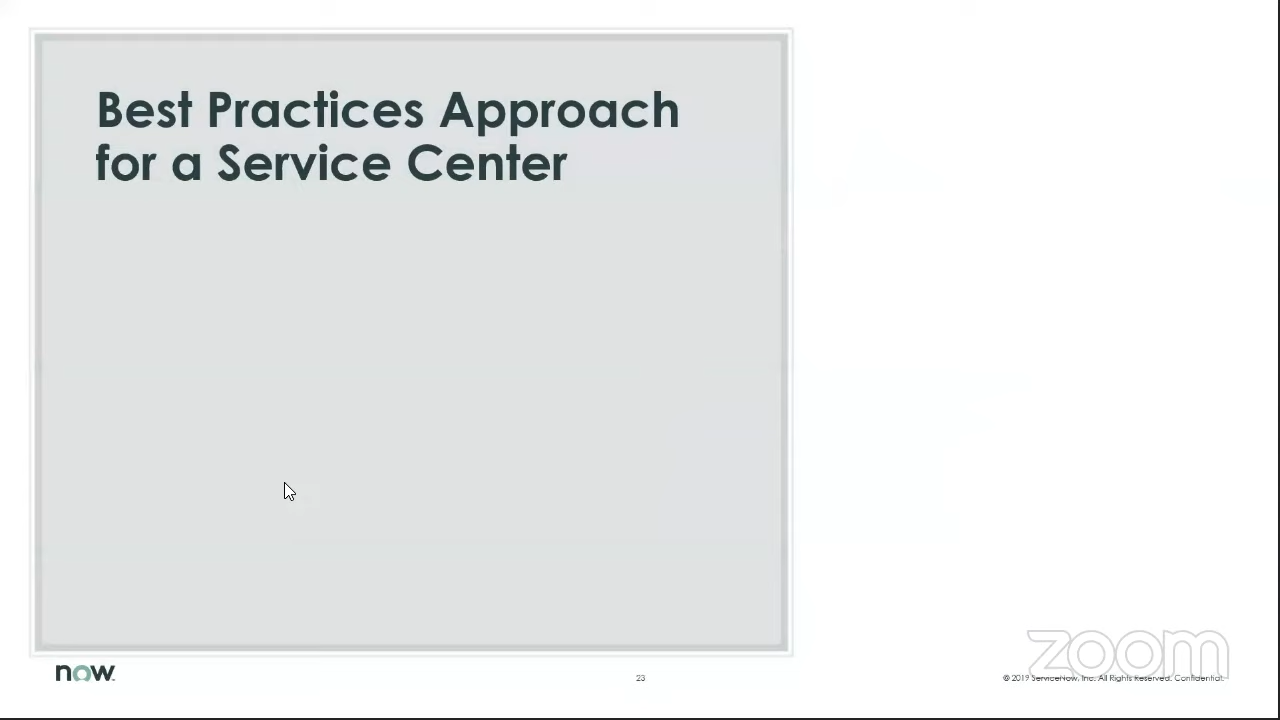 Best Practices Approach
for a Service Center
now.
23
© 2019 ServiceNow, Inc. All Rights Reserved. Confidential.
zoom